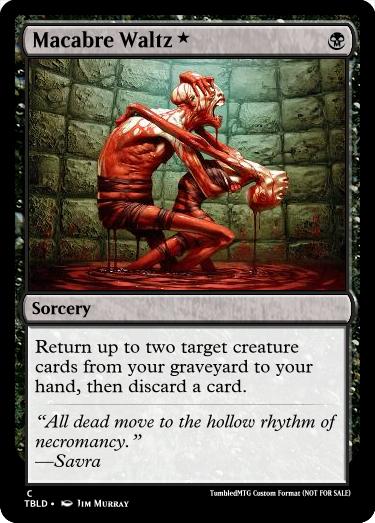 Macabre Waltz ★
Sorcery
Return up to two target creature
cards from your graveyard to your
hand, then discard a card.
“All dead move to the hollow rhythm of
necromancy.”
—Savra
C
TBLD • Jim Murray
TumbledMTG Custom Format (NOT FOR SALE)